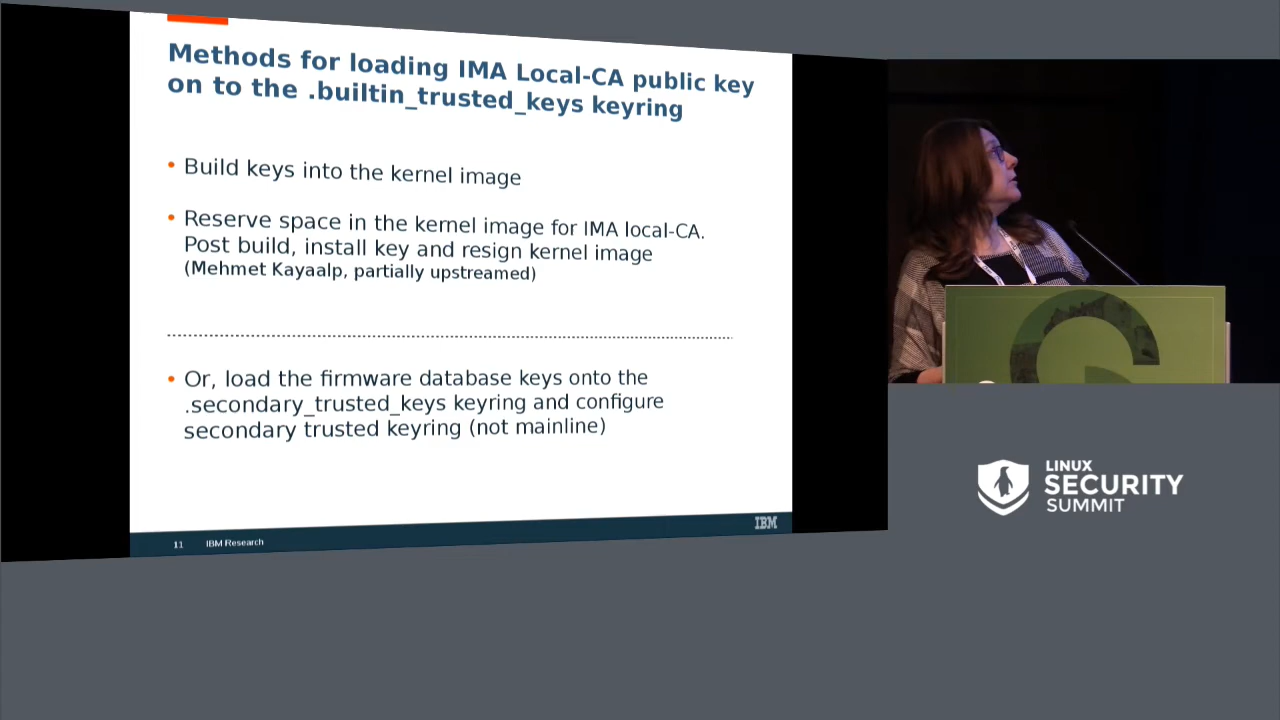 Methods for loading IMA Local-CA public key
on to the .builtin_trusted_keys keyring
• Build keys into the kernel image
• Reserve space in the kernel image for IMA local-CA.
Post build, install key and resign kernel image
(Mehmet Kayaalp, partially upstreamed)
• Or, load the firmware database keys onto the
.secondary_trusted_keys keyring and configure
secondary trusted keyring (not mainline)
11 IBM Research
IBM
LINUX
SECURITY
SUMMIT